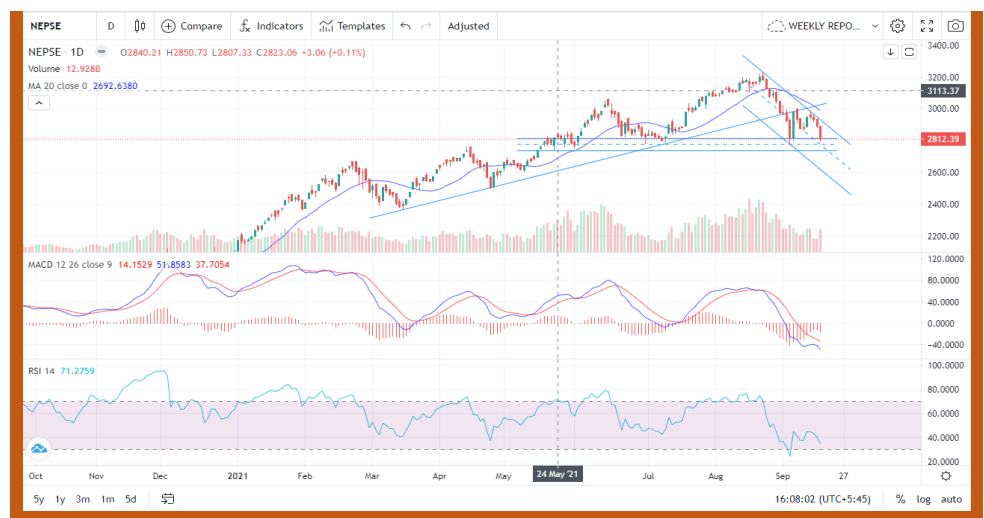 NEPSE D Compare Indicators Templates Adjusted WEEKLY REPO...
NEPSE · 1D O2840.21 H2850.73 L2807.33 C2823.06 +3.06 (+0.11%)
Volume 12.928B
MA 20 close 0 2692.6380
3400.00
3200.00
3113.37
3000.00
2812.39
2600.00
2400.00
2200.00
MACD 12 26 close 9 14.1529 51.8583 37.7054
120.0000
80.0000
40.0000
0.0000
−40.0000
RSI 14 71.2759
100.0000
80.0000
60.0000
40.0000
20.0000
Oct Nov Dec 2021 Feb Mar Apr May 24 May '21 Jul Aug Sep 27
5y 1y 3m 1m 5d 16:08:02 (UTC+5:45) % log auto